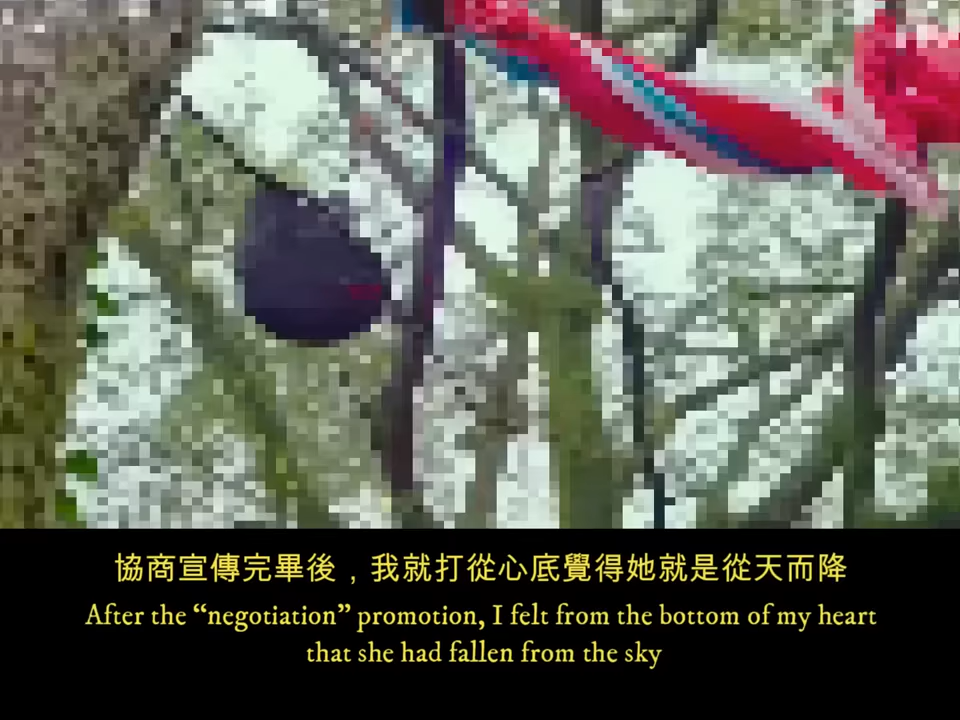 協商宣傳完畢後，我就打從心底覺得她就是從天而降
After the “negotiation” promotion, I felt from the bottom of my heart
that she had fallen from the sky